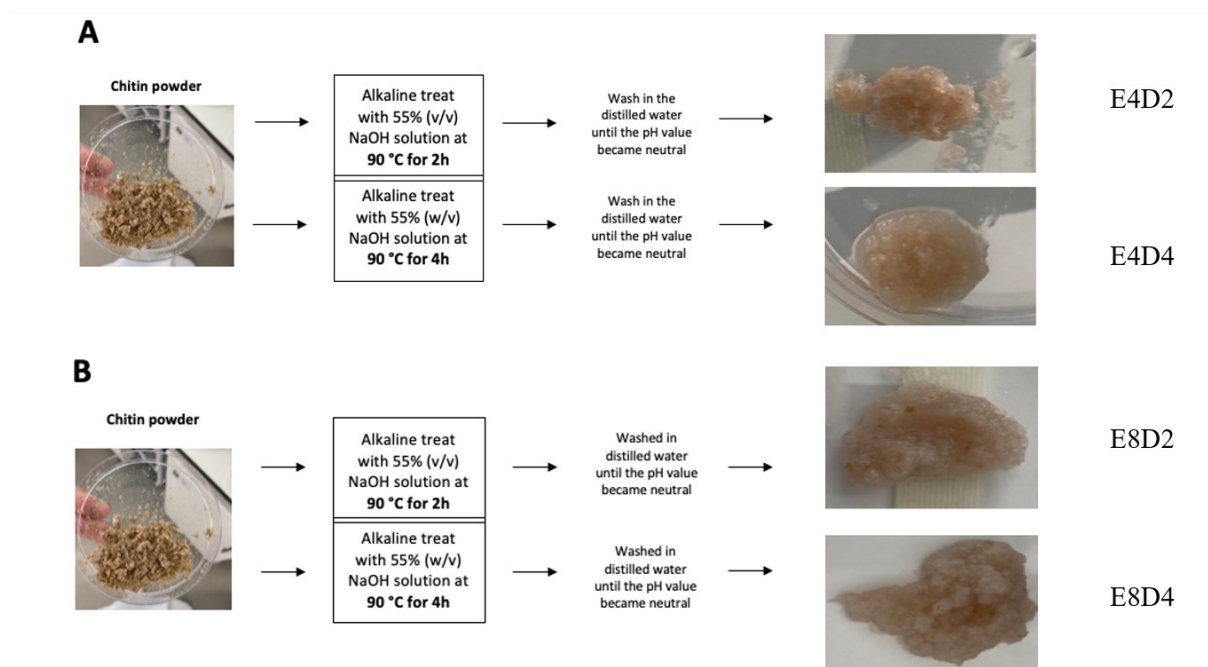 A
Chitin powder
Alkaline treat
with 55% (v/v)
NaOH solution at
90 °C for 2h
Wash in the
distilled water
until the pH value
became neutral
E4D2
Alkaline treat
with 55% (w/v)
NaOH solution at
90 °C for 4h
Wash in the
distilled water
until the pH value
became neutral
E4D4
B
Chitin powder
Alkaline treat
with 55% (v/v)
NaOH solution at
90 °C for 2h
Washed in
distilled water
until the pH value
became neutral
E8D2
Alkaline treat
with 55% (w/v)
NaOH solution at
90 °C for 4h
Washed in
distilled water
until the pH value
became neutral
E8D4